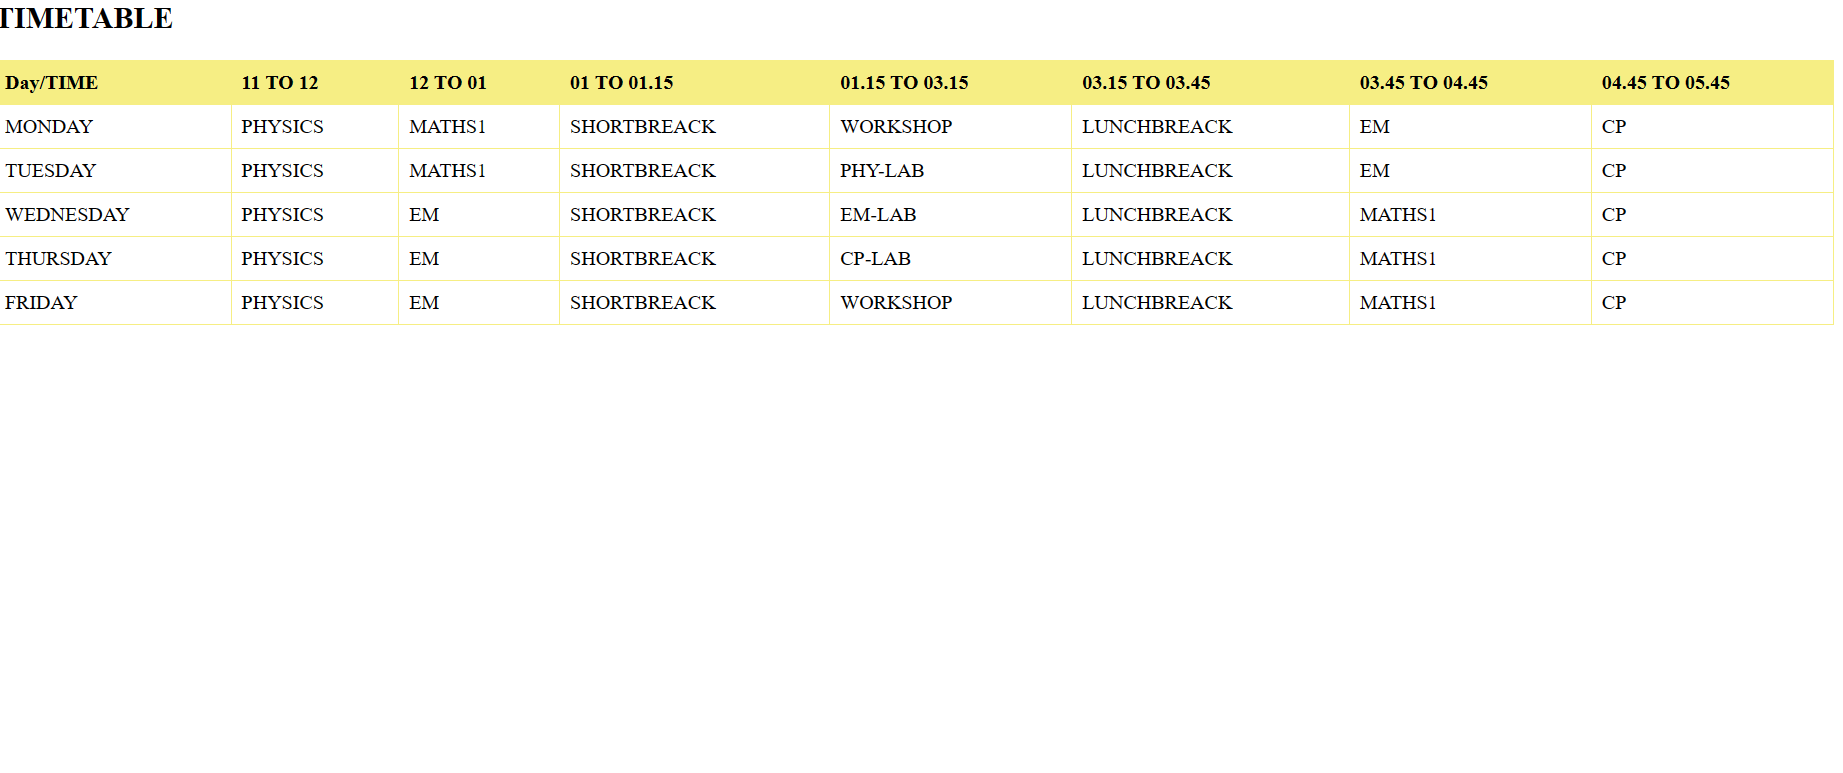 TIMETABLE
Day/TIME 11 TO 12 12 TO 01 01 TO 01.15 01.15 TO 03.15 03.15 TO 03.45 03.45 TO 04.45 04.45 TO 05.45
MONDAY PHYSICS MATHS1 SHORTBREACK WORKSHOP LUNCHBREACK EM CP
TUESDAY PHYSICS MATHS1 SHORTBREACK PHY-LAB LUNCHBREACK EM CP
WEDNESDAY PHYSICS EM SHORTBREACK EM-LAB LUNCHBREACK MATHS1 CP
THURSDAY PHYSICS EM SHORTBREACK CP-LAB LUNCHBREACK MATHS1 CP
FRIDAY PHYSICS EM SHORTBREACK WORKSHOP LUNCHBREACK MATHS1 CP